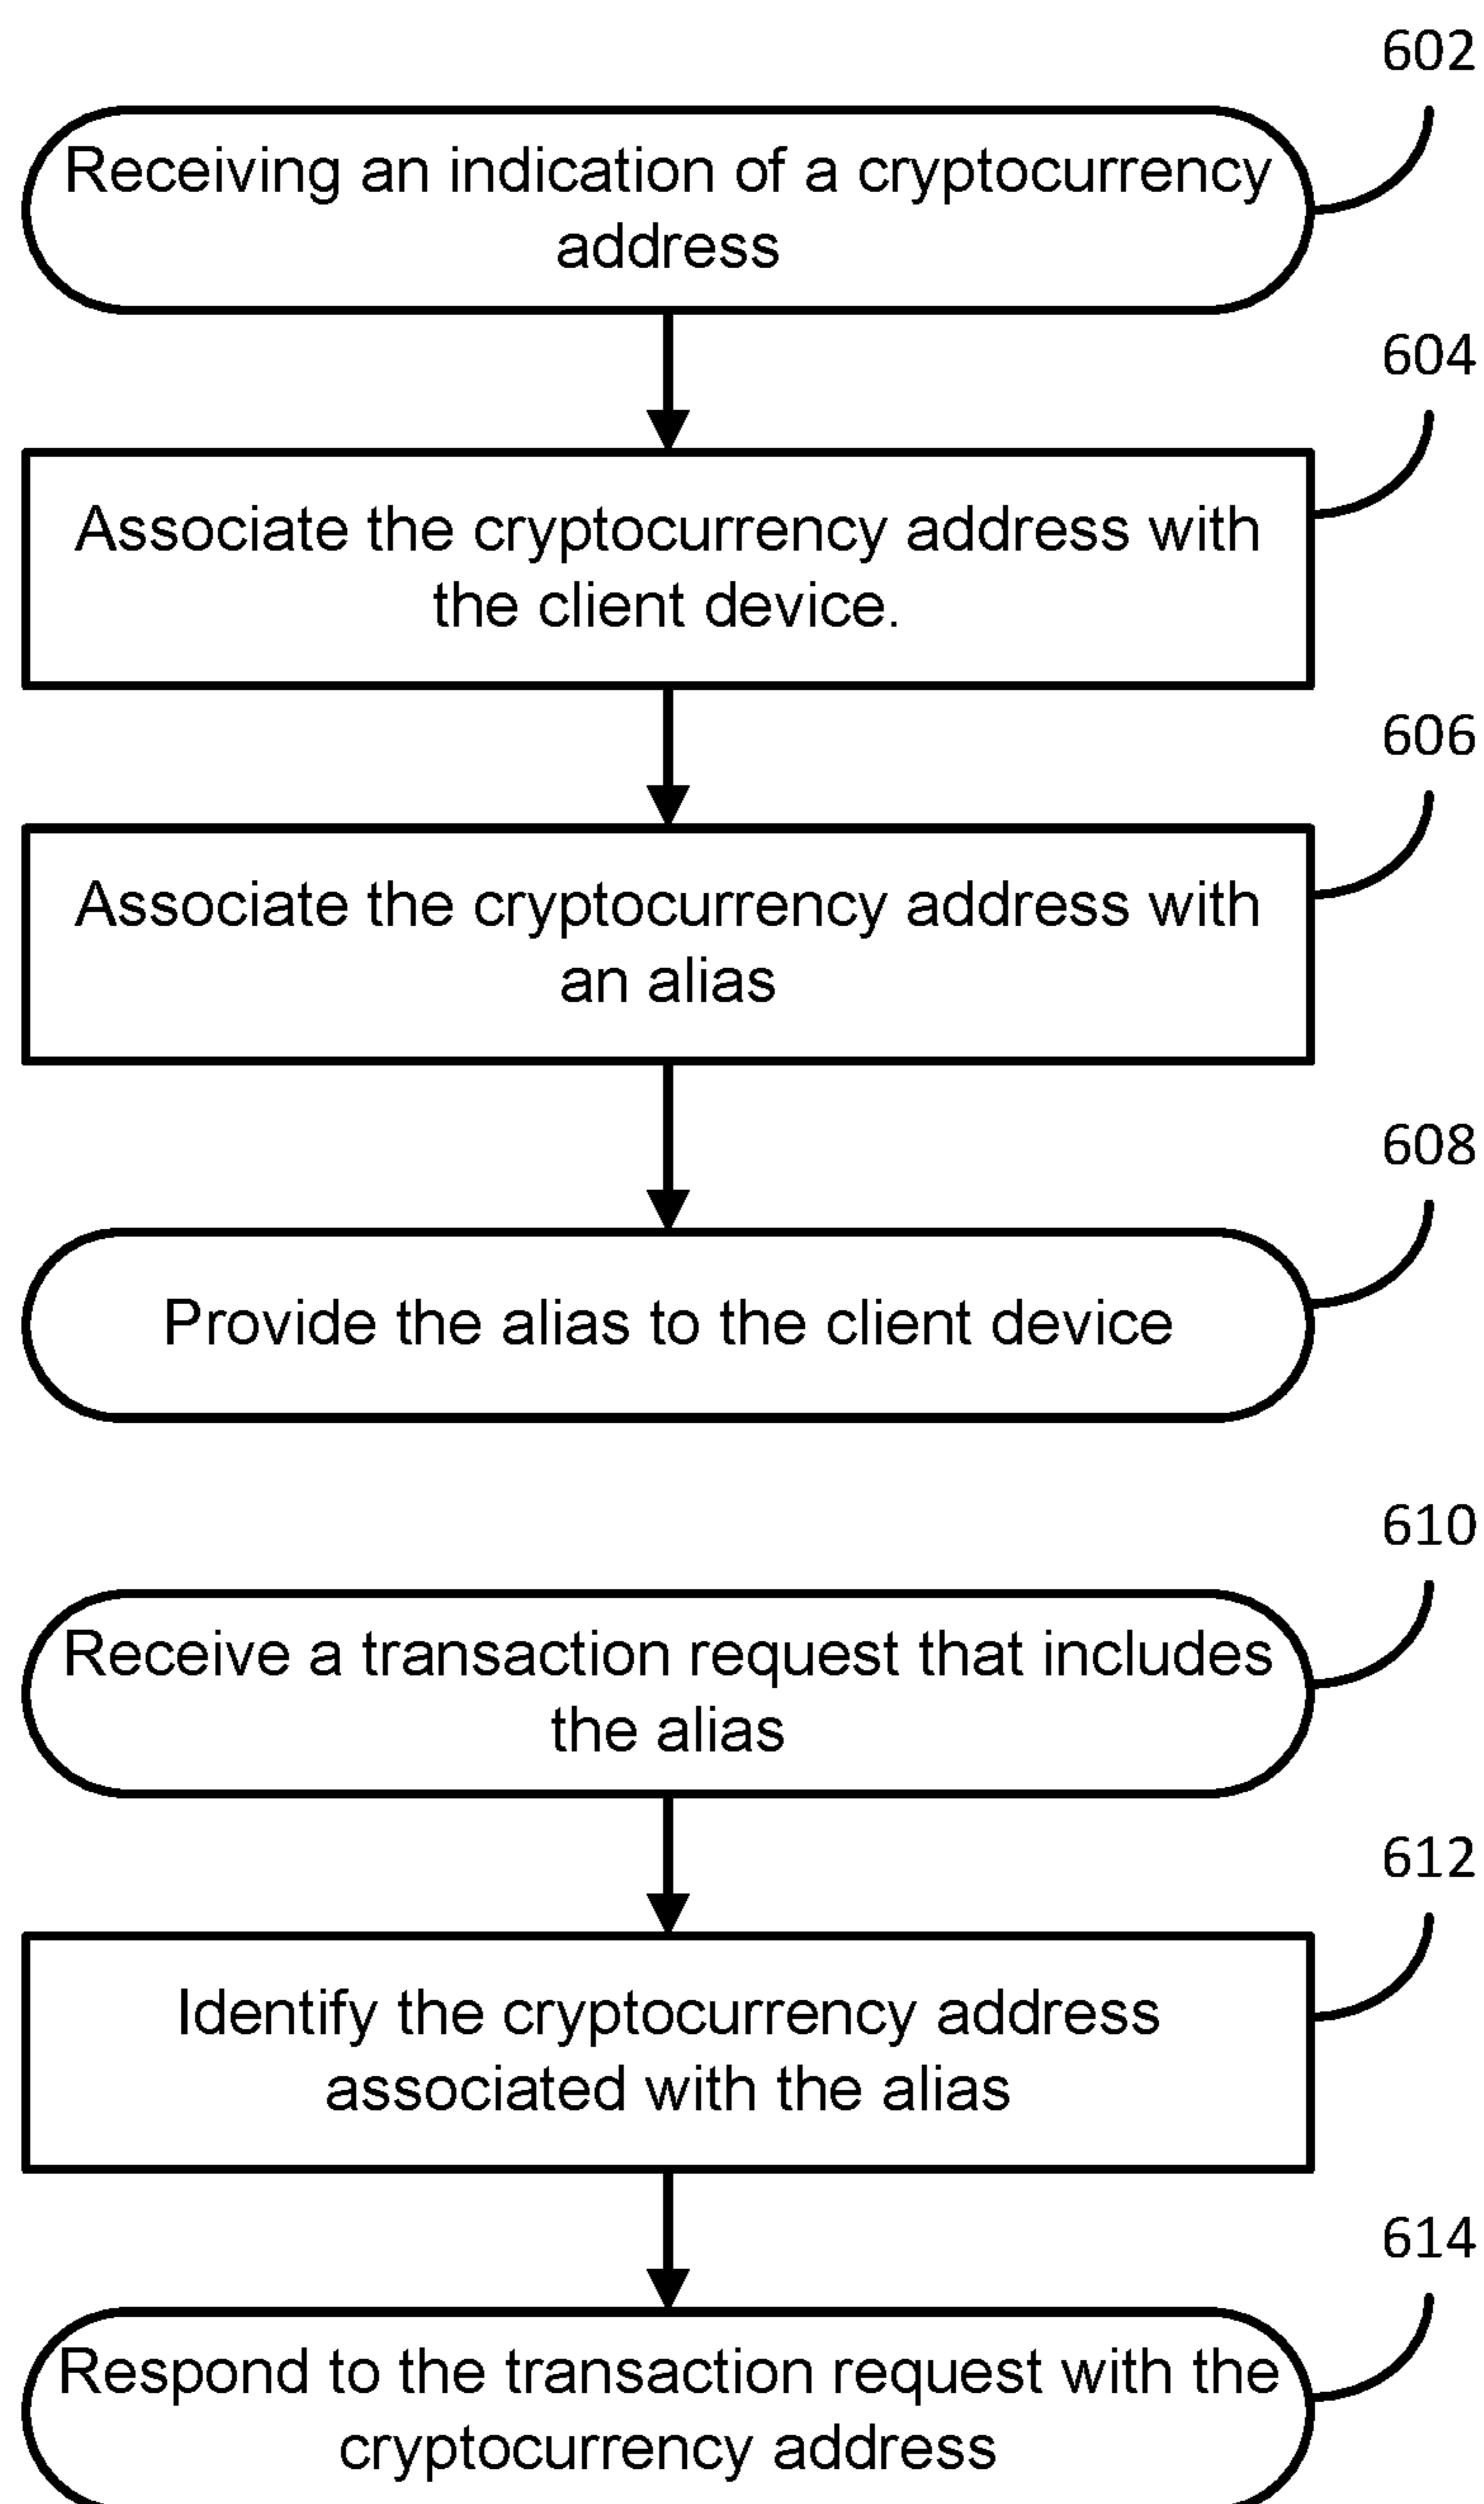 602
Receiving an indication of a cryptocurrency
address
604
Associate the cryptocurrency address with
the client device.
606
Associate the cryptocurrency address with
an alias
608
Provide the alias to the client device
610
Receive a transaction request that includes
the alias
612
Identify the cryptocurrency address
associated with the alias
614
Respond to the transaction request with the
cryptocurrency address